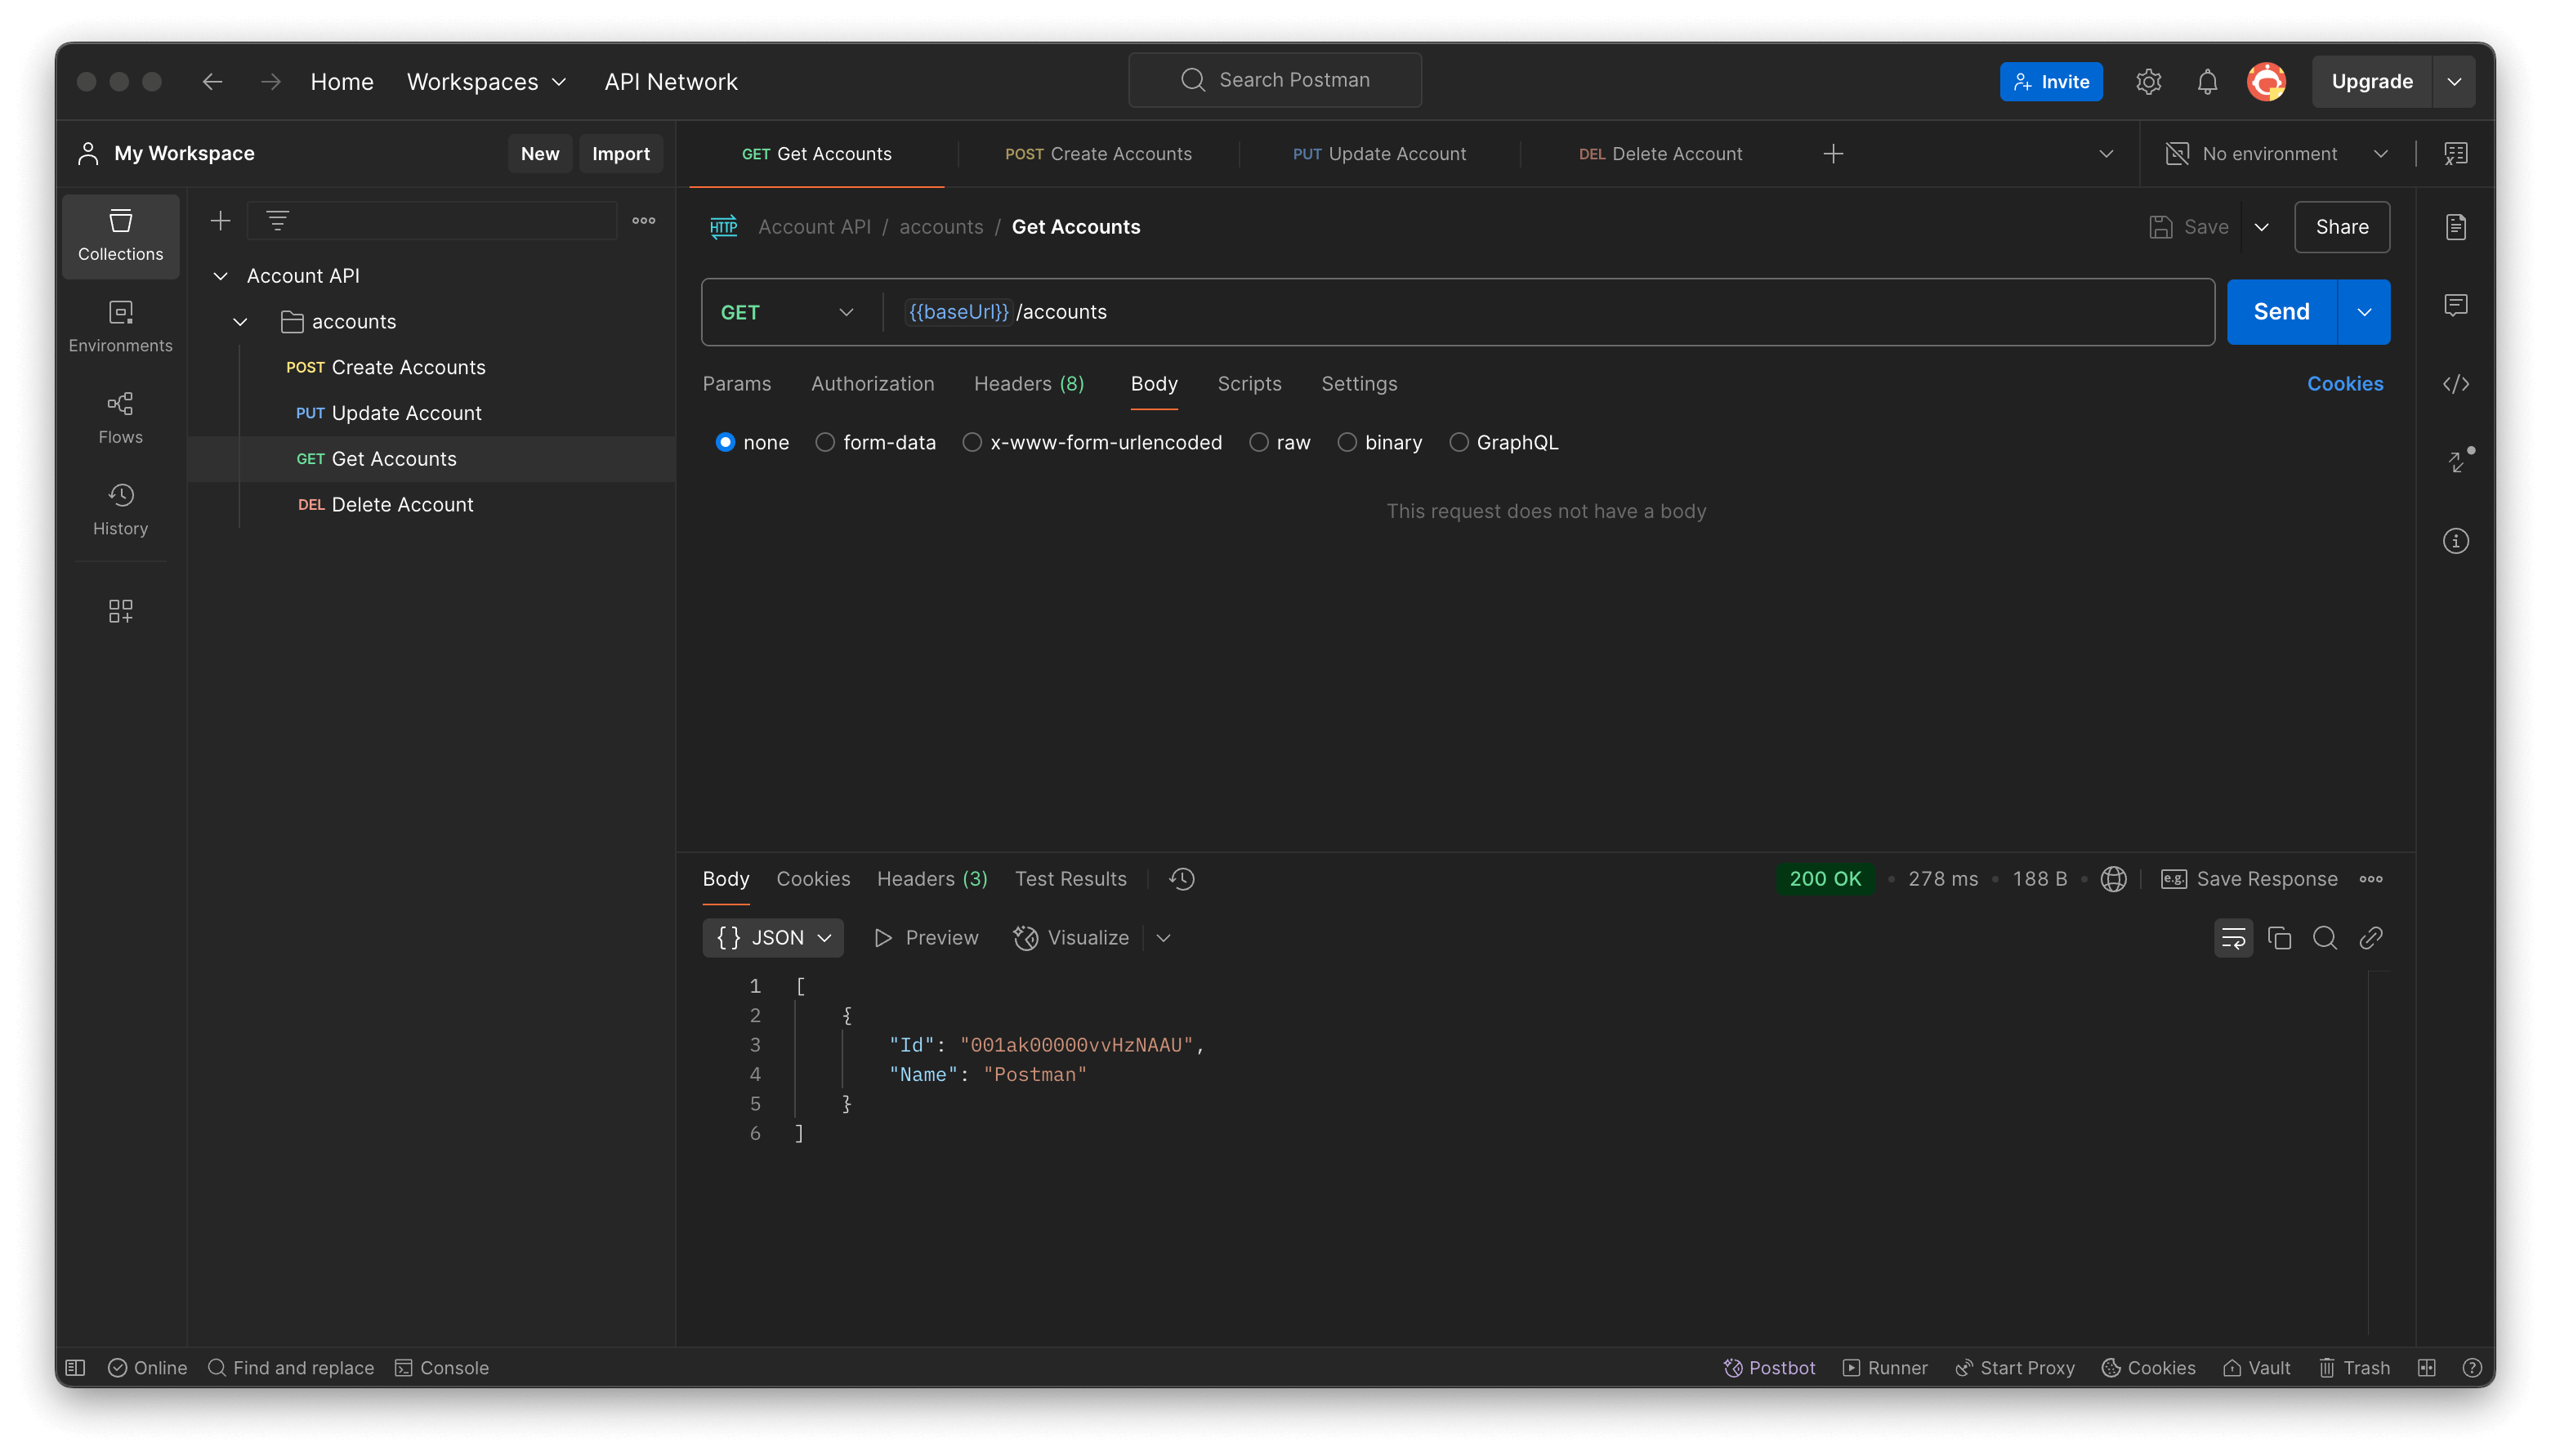 Home Workspaces API Network Search Postman Invite Upgrade
My Workspace New Import
GET Get Accounts POST Create Accounts PUT Update Account DEL Delete Account No environment
Collections
Environments
Flows
History
Account API
accounts
POST Create Accounts
PUT Update Account
GET Get Accounts
DEL Delete Account
HTTP Account API / accounts / Get Accounts Save Share
GET {{baseUrl}} /accounts Send
Params Authorization Headers (8) Body Scripts Settings Cookies
none form-data x-www-form-urlencoded raw binary GraphQL
This request does not have a body
Body Cookies Headers (3) Test Results 200 OK • 278 ms • 188 B • e.g. Save Response
{} JSON Preview Visualize
1 [
2 {
3 "Id": "001ak00000vvHzNAAU",
4 "Name": "Postman"
5 }
6 ]
Online Find and replace Console Postbot Runner Start Proxy Cookies Vault Trash